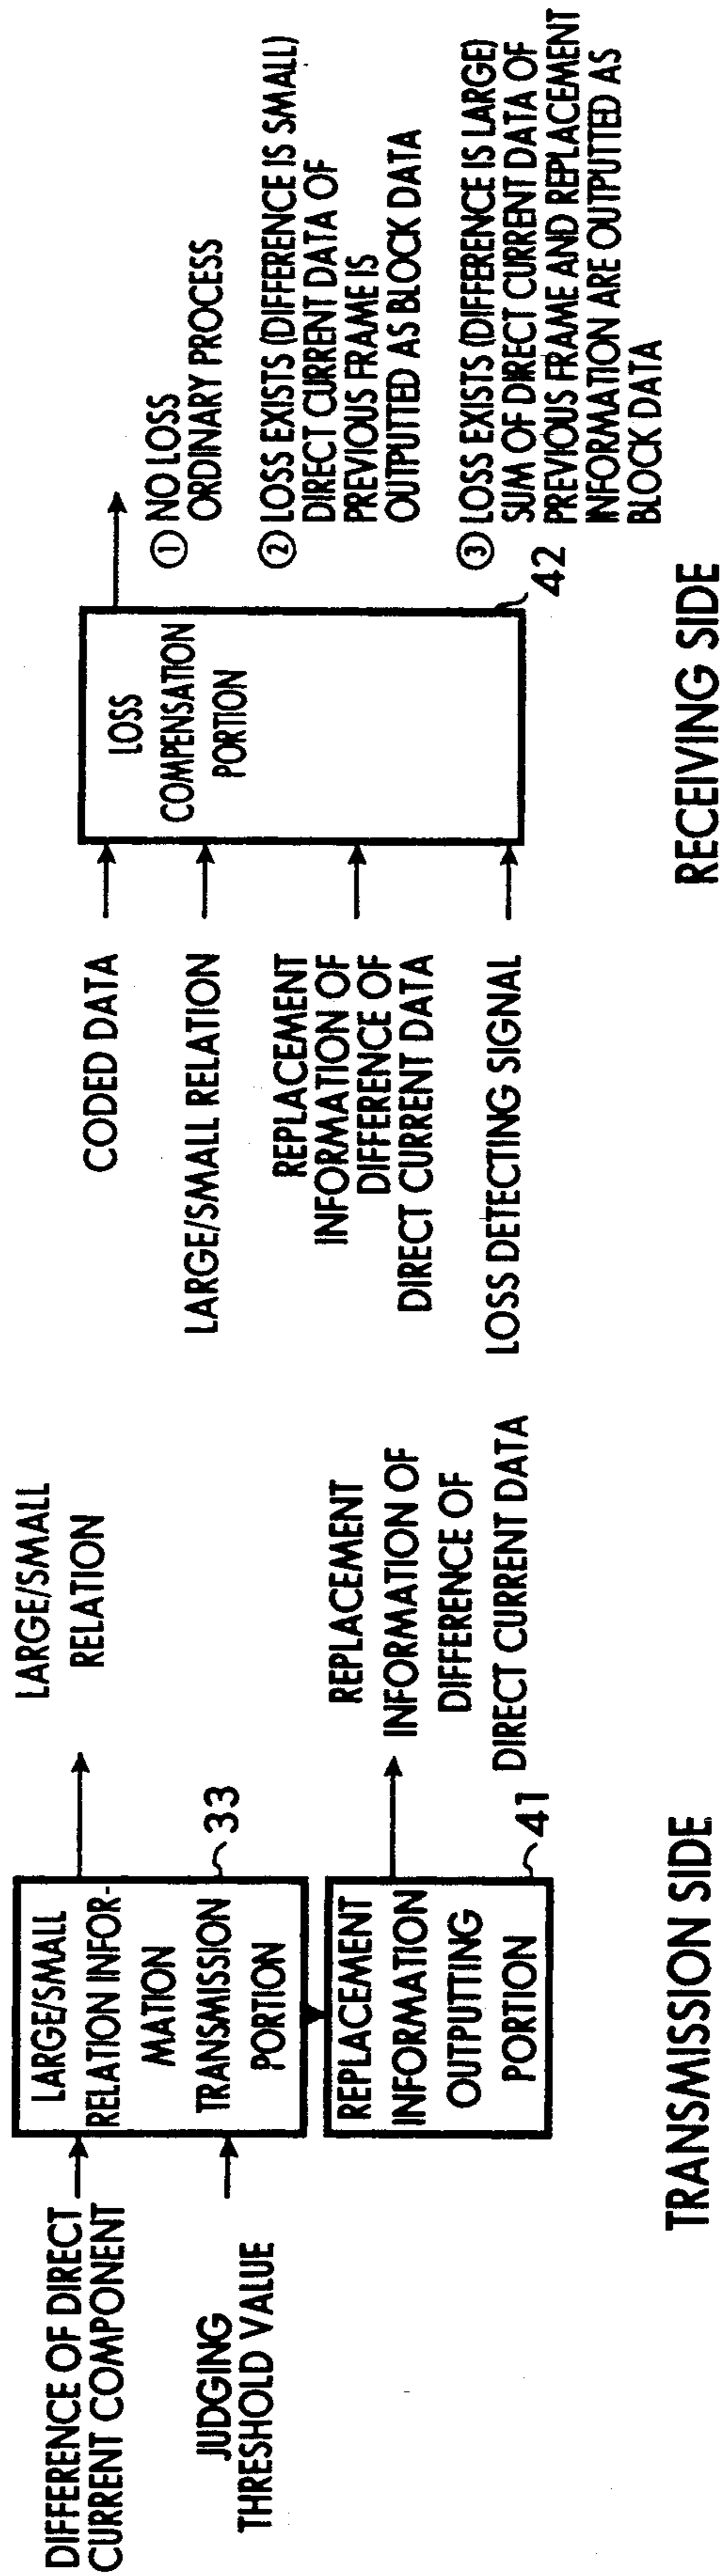 DIFFERENCE OF DIRECT
CURRENT COMPONENT
JUDGING
THRESHOLD VALUE
LARGE/SMALL
RELATION INFOR-
MATION
TRANSMISSION
PORTION
33
LARGE/SMALL
RELATION
REPLACEMENT
INFORMATION
OUTPUTTING
PORTION
41
REPLACEMENT
INFORMATION OF
DIFFERENCE OF
DIRECT CURRENT DATA
TRANSMISSION SIDE
CODED DATA
LARGE/SMALL RELATION
REPLACEMENT
INFORMATION OF
DIFFERENCE OF
DIRECT CURRENT DATA
LOSS DETECTING SIGNAL
LOSS
COMPENSATION
PORTION
42
① NO LOSS
ORDINARY PROCESS
② LOSS EXISTS (DIFFERENCE IS SMALL)
DIRECT CURRENT DATA OF
PREVIOUS FRAME IS
OUTPUTTED AS BLOCK DATA
③ LOSS EXISTS (DIFFERENCE IS LARGE)
SUM OF DIRECT CURRENT DATA OF
PREVIOUS FRAME AND REPLACEMENT
INFORMATION ARE OUTPUTTED AS
BLOCK DATA
RECEIVING SIDE